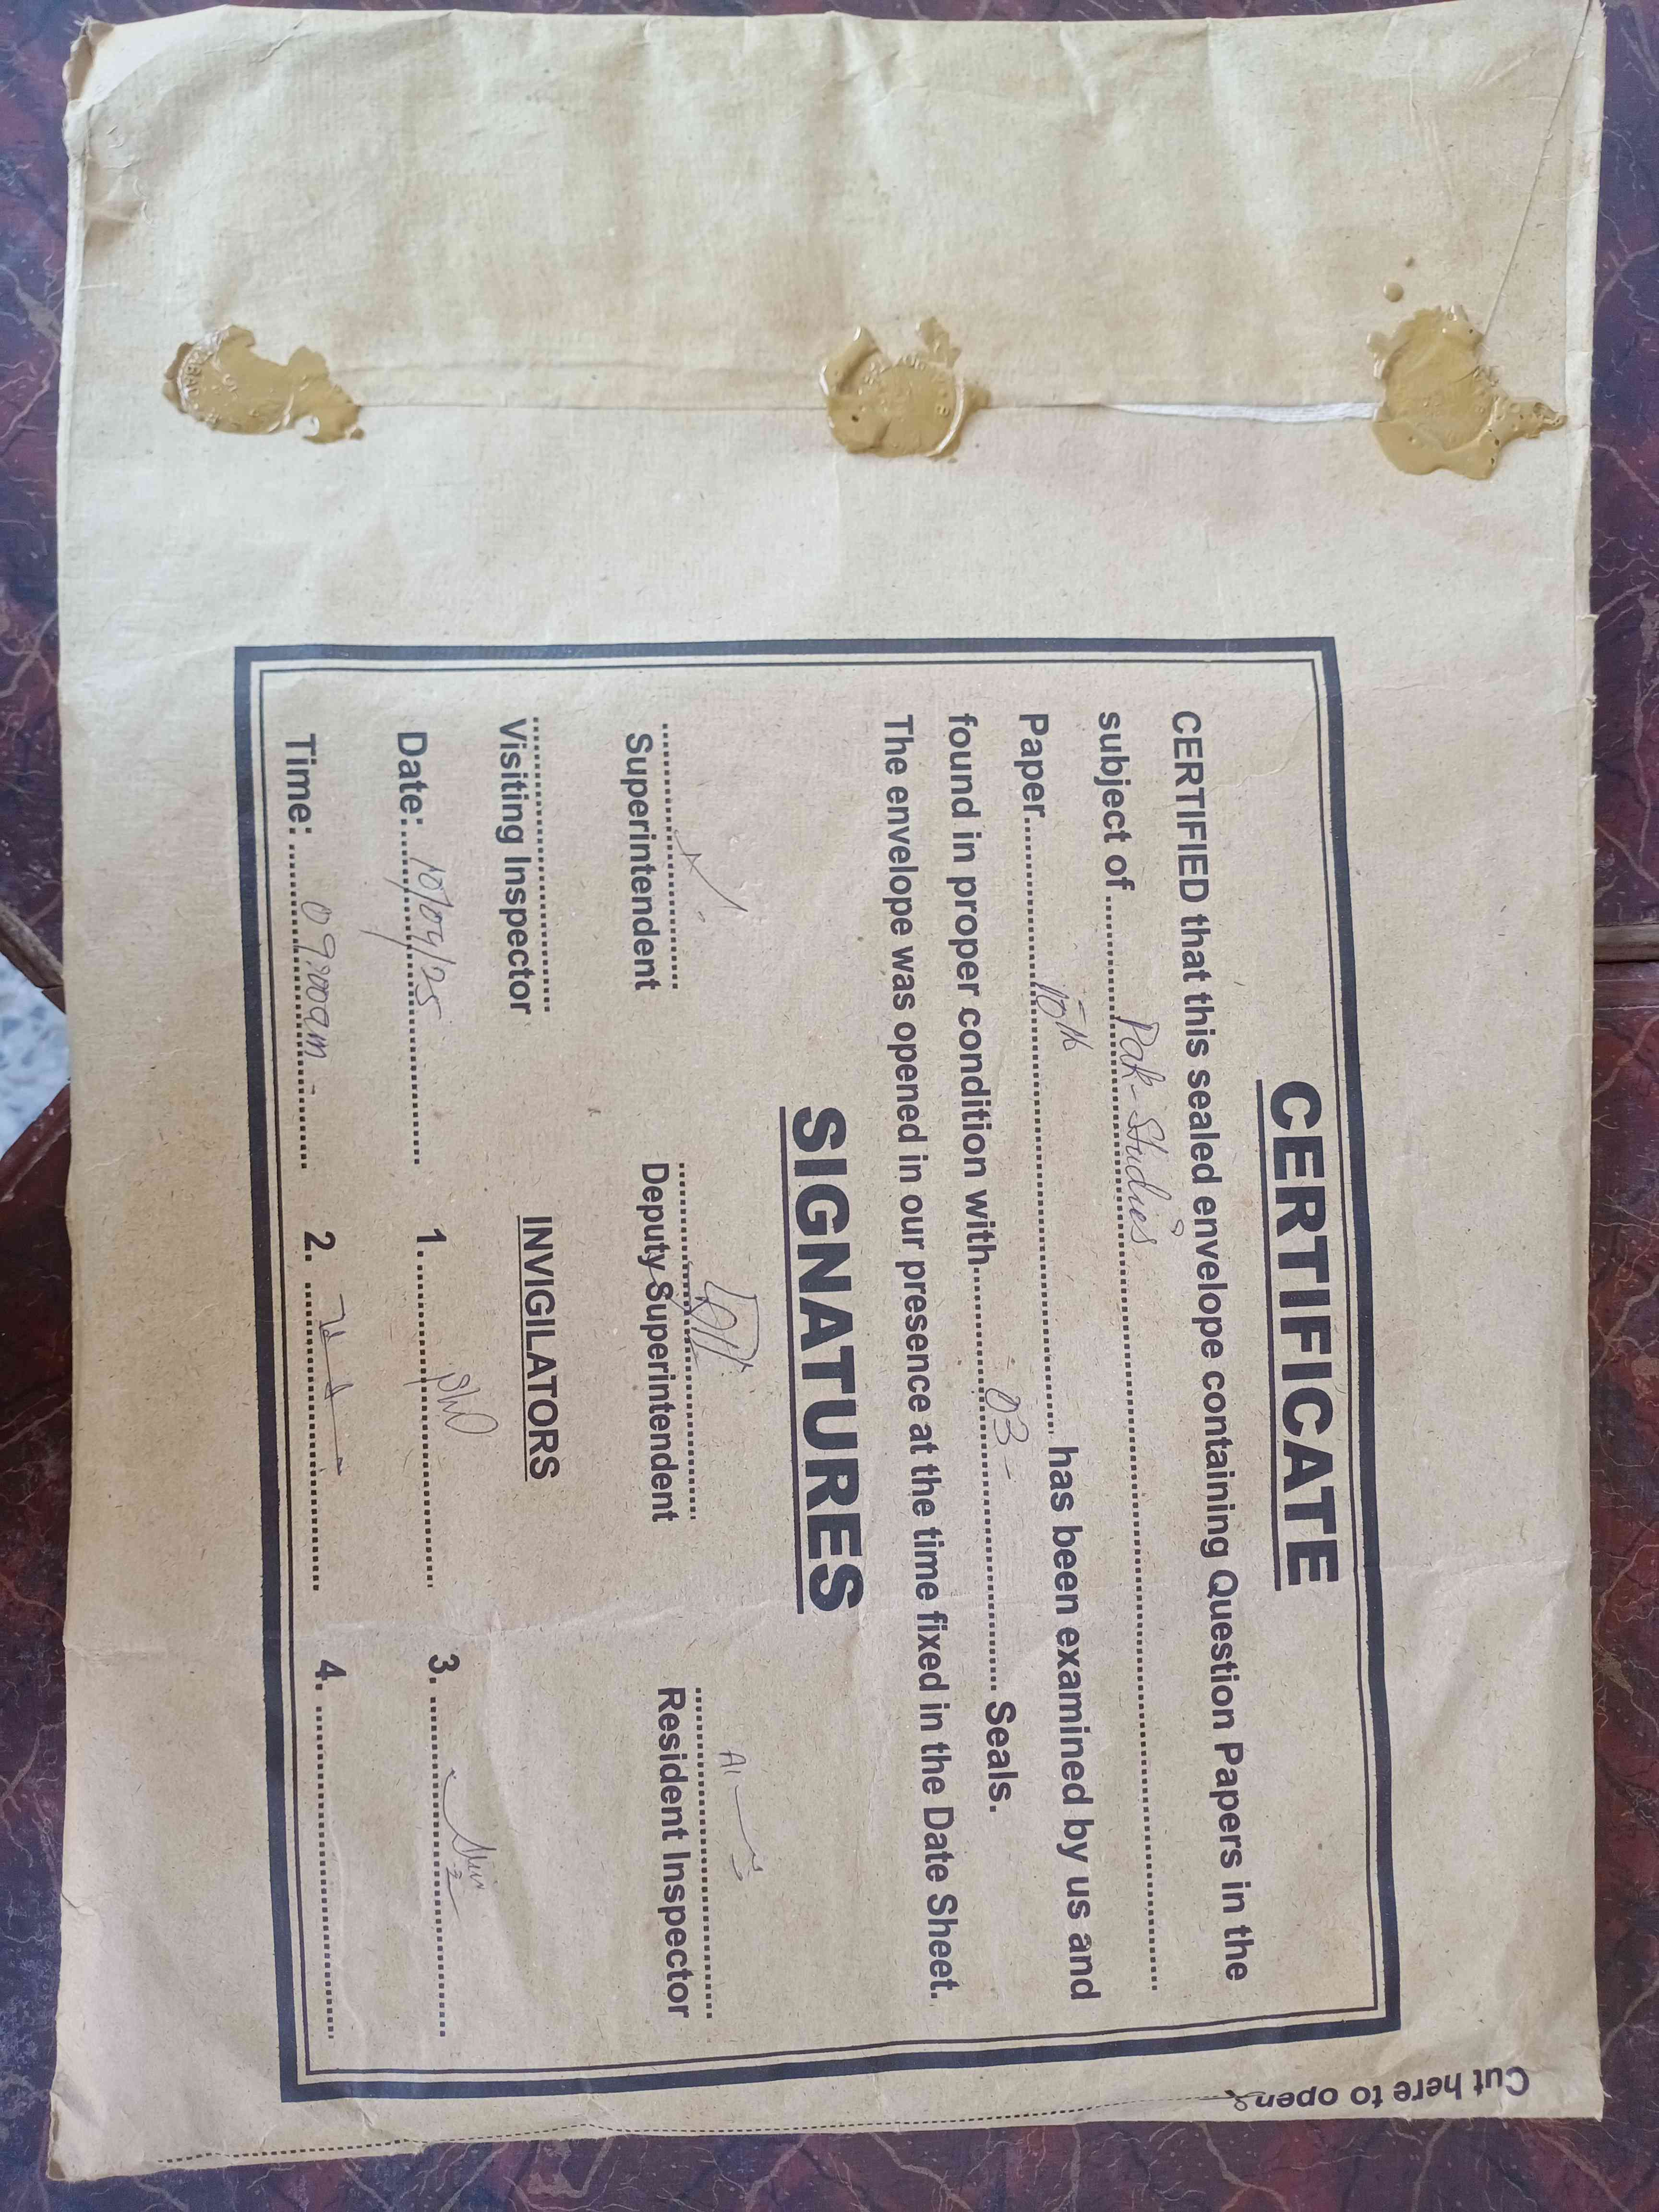 CERTIFICATE
CERTIFIED that this sealed envelope containing Question Papers in the
subject of.......... Pak-Studies ..........
Paper.......... 10th .......... has been examined by us and
found in proper condition with.......... 03 - .......... Seals.
The envelope was opened in our presence at the time fixed in the Date Sheet.
SIGNATURES
Superintendent Deputy Superintendent Resident Inspector
Visiting Inspector INVIGILATORS
Date: 10/09/25 1. 3.
Time: 09:00am - 2. 4.
Cut here to open